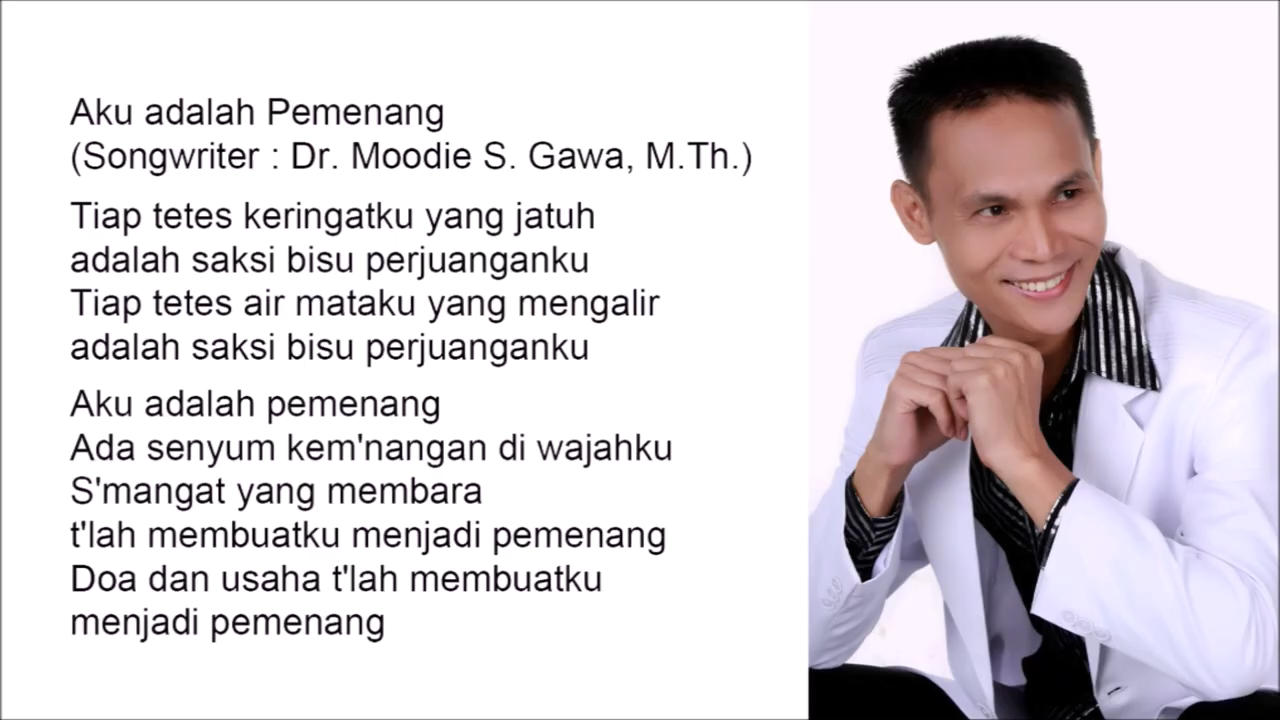 Aku adalah Pemenang
(Songwriter : Dr. Moodie S. Gawa, M.Th.)
Tiap tetes keringatku yang jatuh
adalah saksi bisu perjuanganku
Tiap tetes air mataku yang mengalir
adalah saksi bisu perjuanganku
Aku adalah pemenang
Ada senyum kem'nangan di wajahku
S'mangat yang membara
t'lah membuatku menjadi pemenang
Doa dan usaha t'lah membuatku
menjadi pemenang